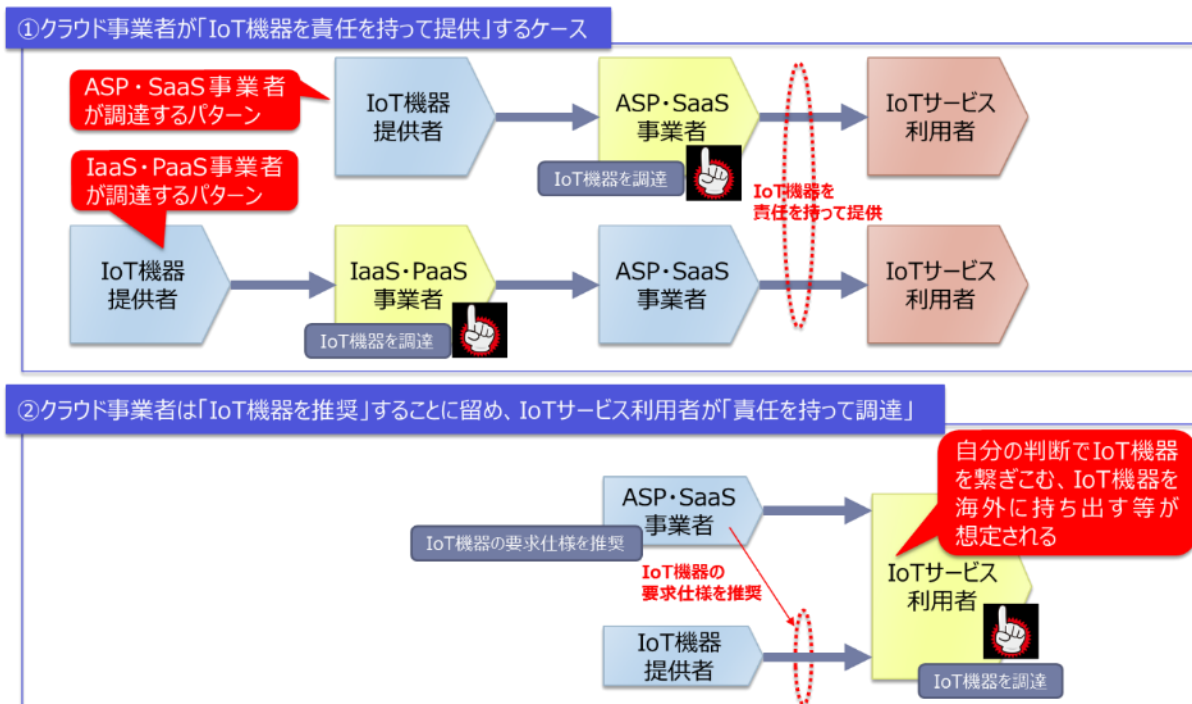 ①クラウド事業者が「IoT機器を責任を持って提供」するケース
ASP・SaaS事業者
が調達するパターン
IoT機器
提供者
ASP・SaaS
事業者
IoT機器を調達
IoTサービス
利用者
IaaS・PaaS事業者
が調達するパターン
IoT機器を
責任を持って提供
IoT機器
提供者
IaaS・PaaS
事業者
IoT機器を調達
ASP・SaaS
事業者
IoTサービス
利用者
②クラウド事業者は「IoT機器を推奨」することに留め、IoTサービス利用者が「責任を持って調達」
自分の判断でIoT機器
を繋ぎこむ、IoT機器を
海外に持ち出す等が
想定される
ASP・SaaS
事業者
IoT機器の要求仕様を推奨
IoT機器の
要求仕様を推奨
IoTサービス
利用者
IoT機器
提供者
IoT機器を調達